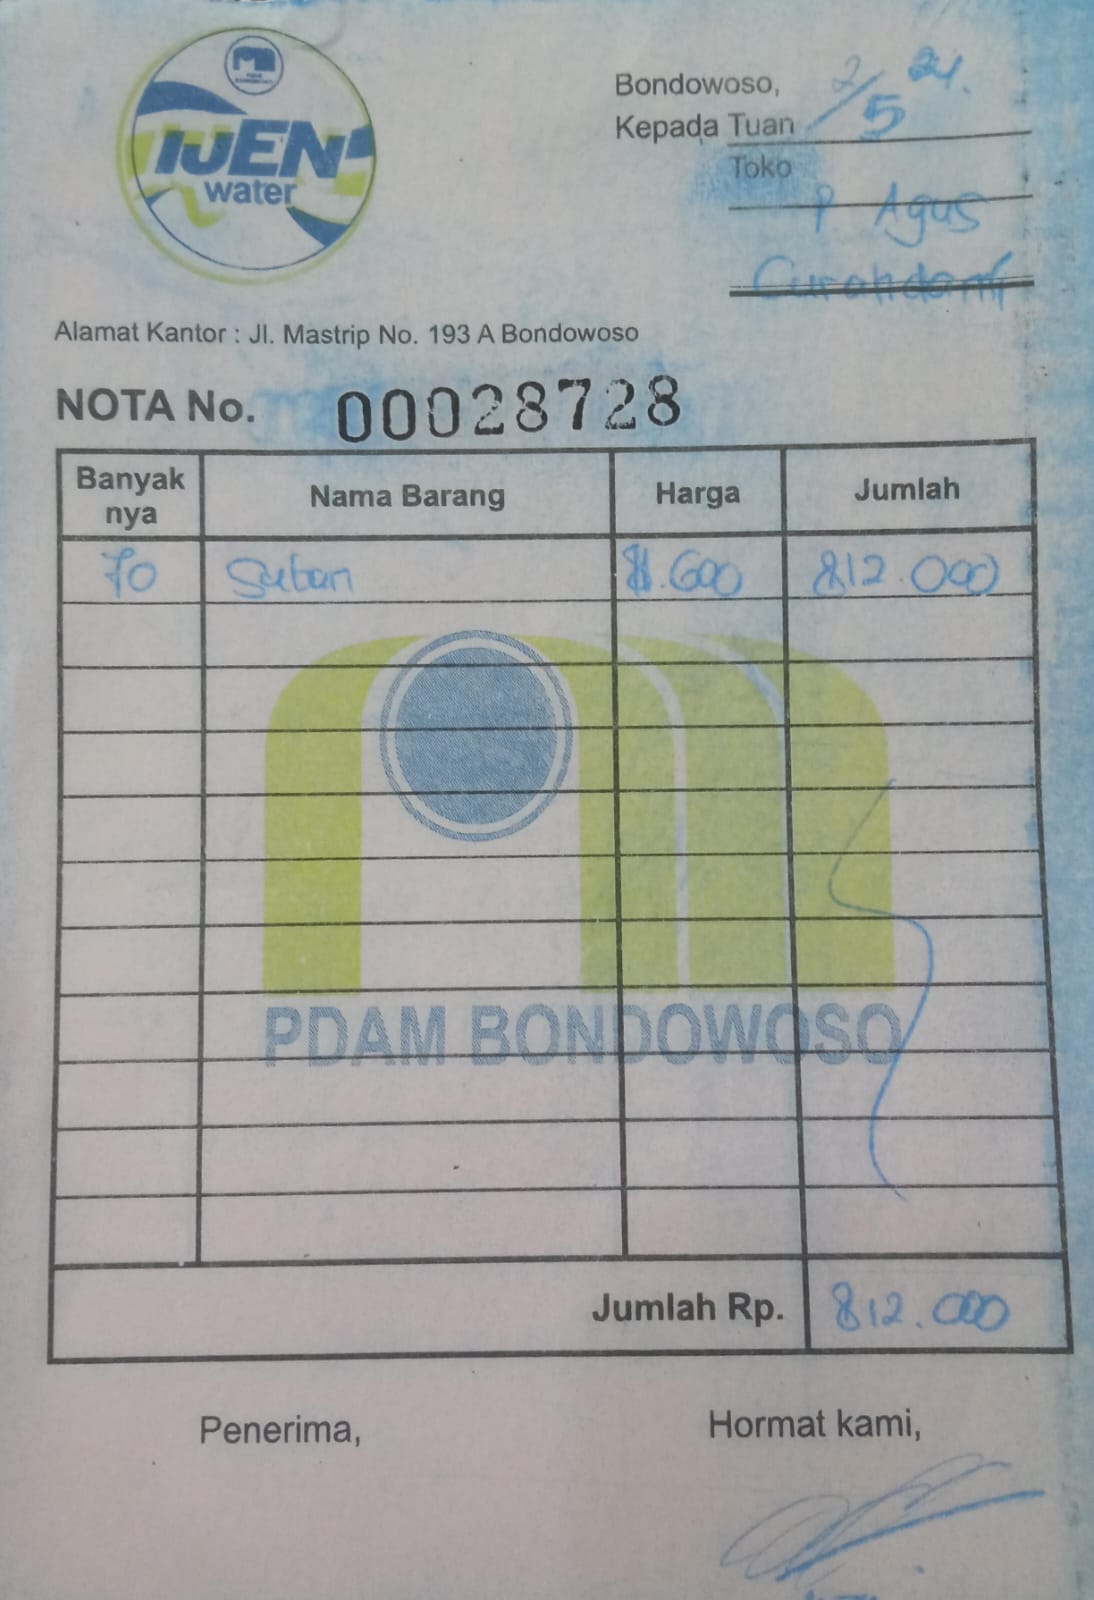 IJEN
water
Bondowoso, 2/5 24.
Kepada Tuan
Toko
P Agus
Curahdami
Alamat Kantor : Jl. Mastrip No. 193 A Bondowoso
NOTA No. 00028728
Banyak nya Nama Barang Harga Jumlah
70 .600 812.000
PDAM BONDOWOSO
Jumlah Rp. 812.000
Penerima, Hormat kami,